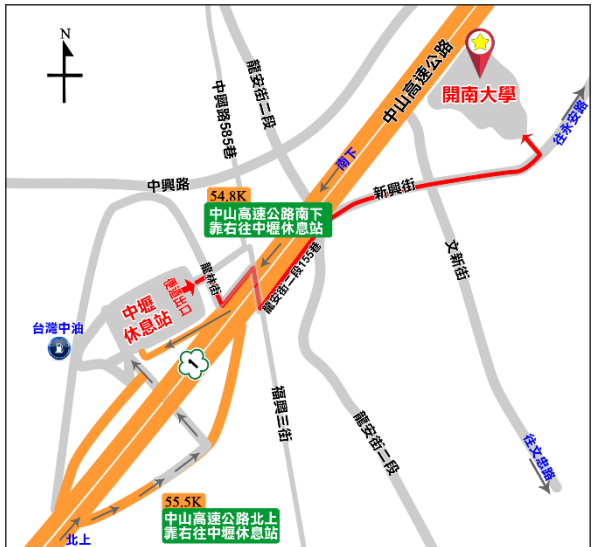 N
中山高速公路
開南大學
龍安街二段
中興路585巷
往永安路
南下
新興街
中興路
54.8K
中山高速公路南下
靠右往中壢休息站
龍安街二段155巷
文新街
便道出口
中壢
休息站
台灣中油
1
福興三街
龍安街二段
往文忠路
55.5K
中山高速公路北上
靠右往中壢休息站
北上